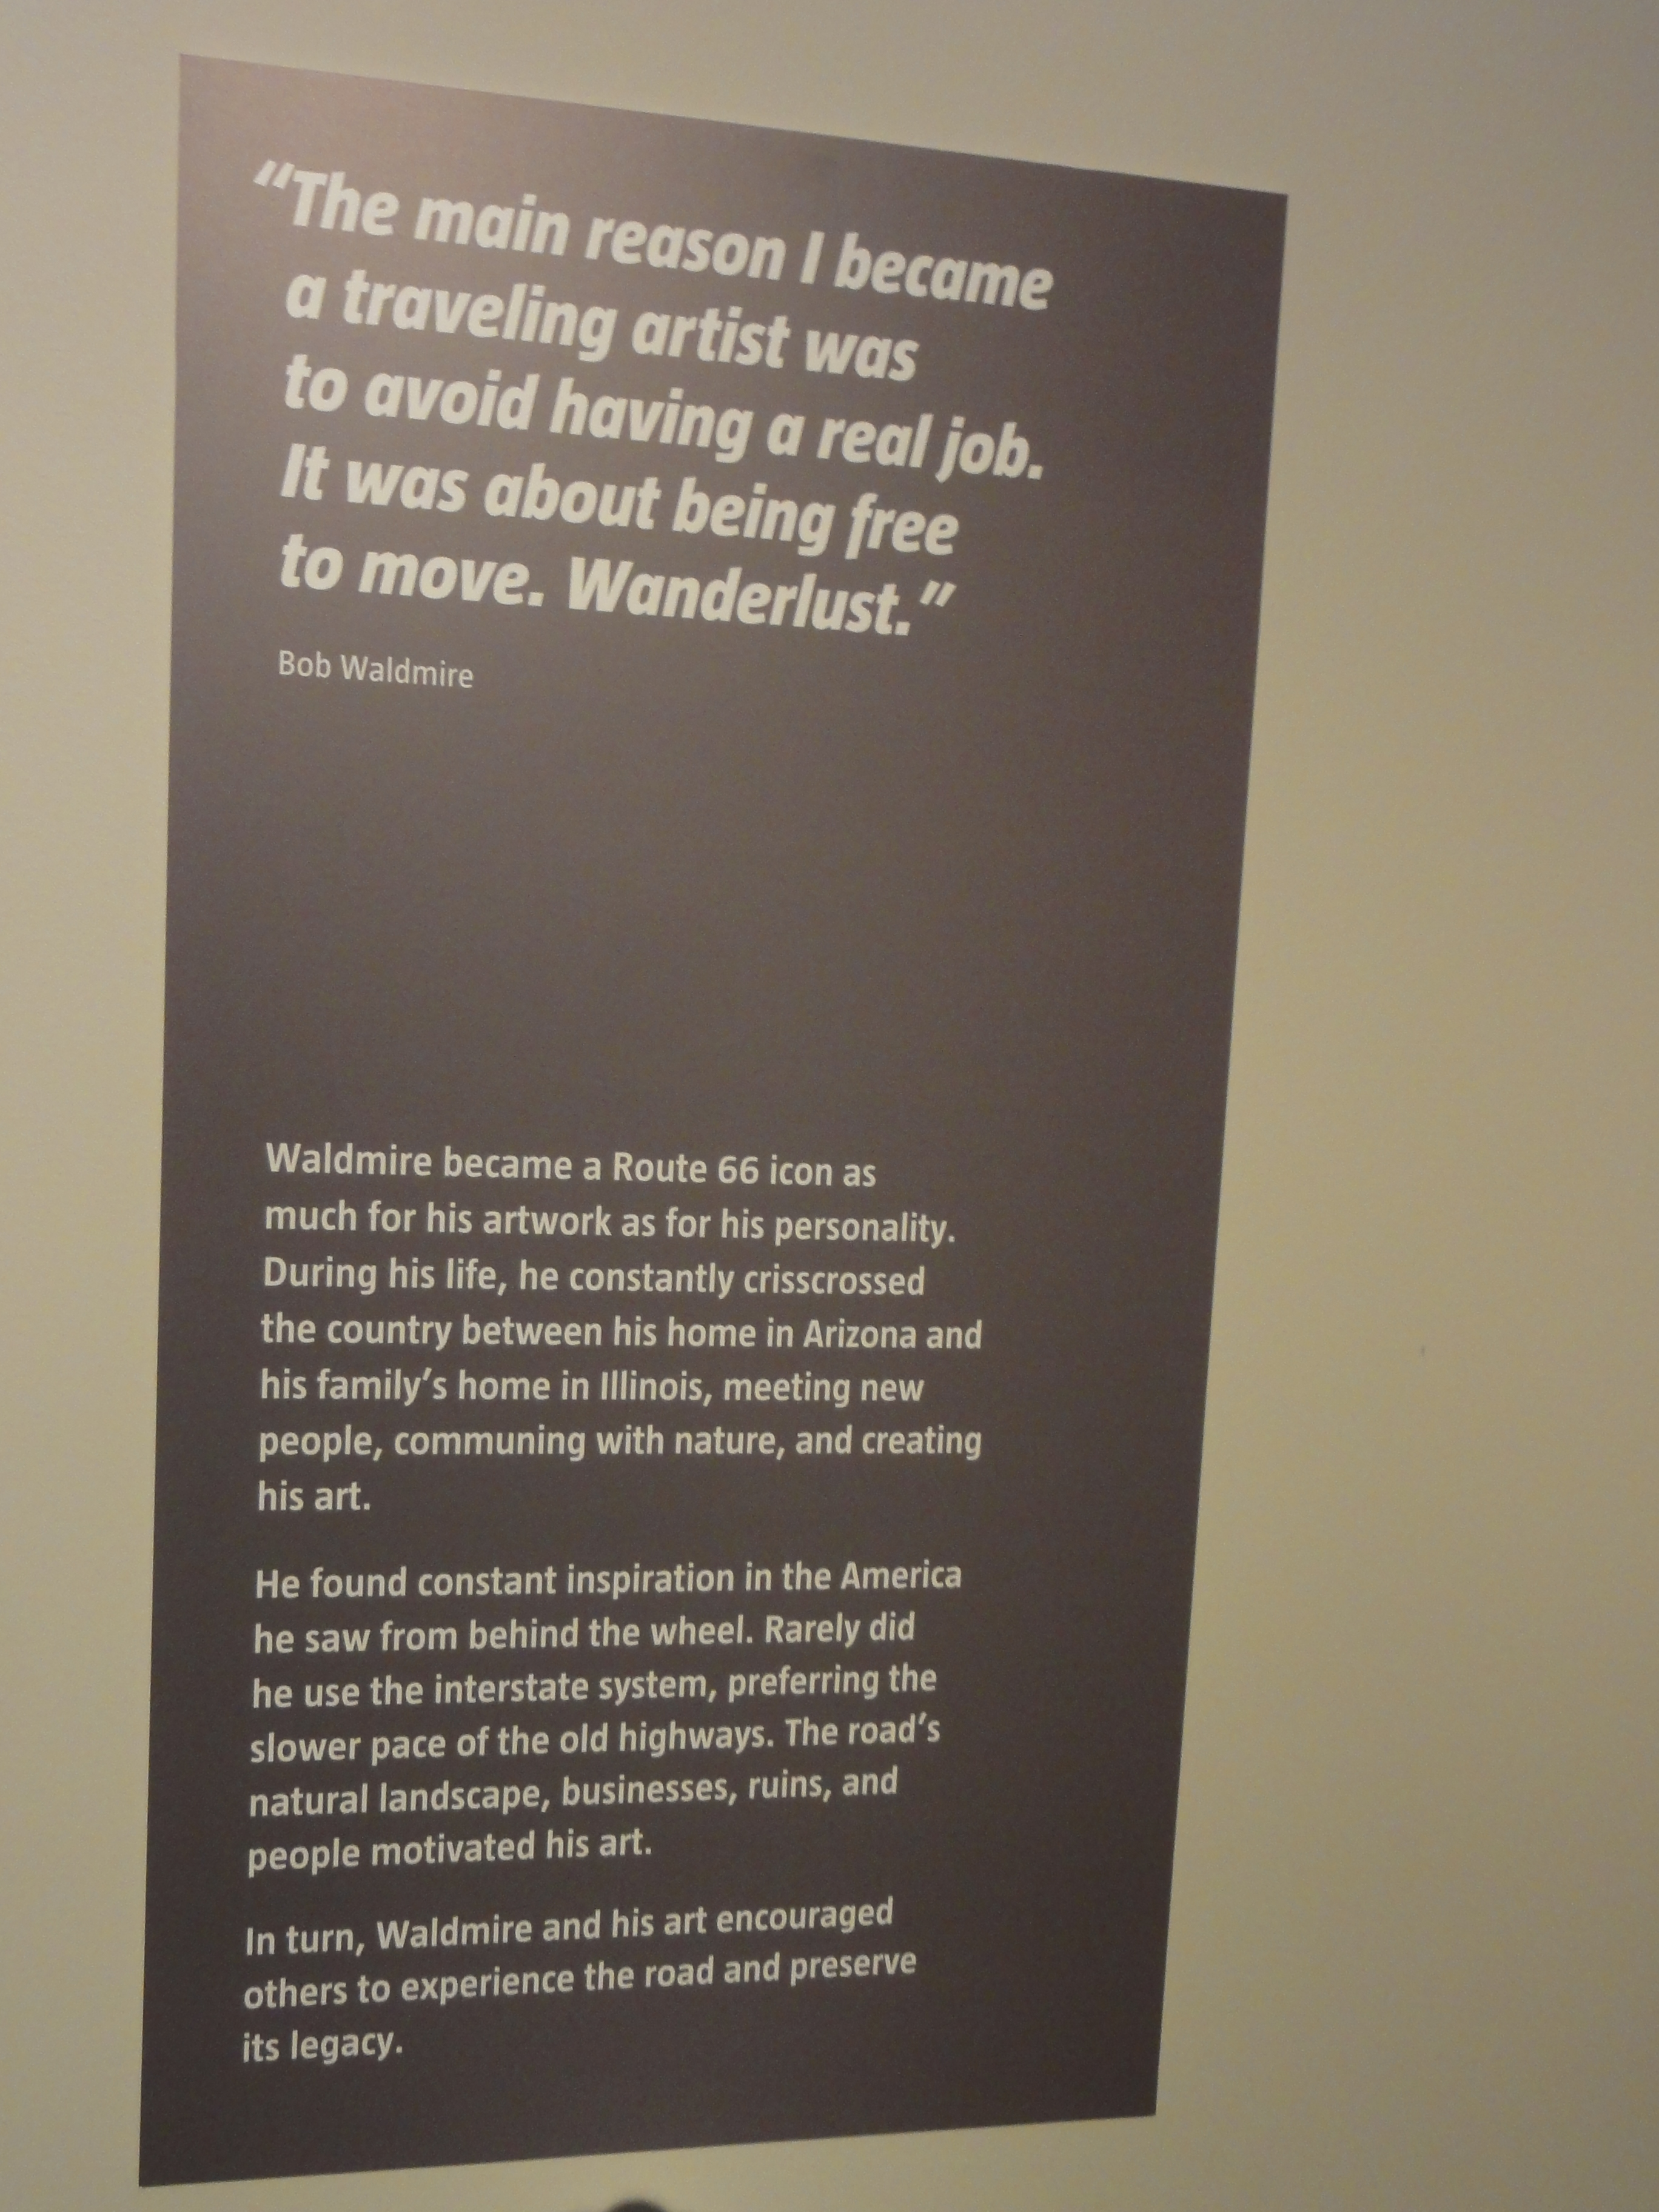 “The main reason I became
a traveling artist was
to avoid having a real job.
It was about being free
to move. Wanderlust.”
Bob Waldmire
Waldmire became a Route 66 icon as
much for his artwork as for his personality.
During his life, he constantly crisscrossed
the country between his home in Arizona and
his family’s home in Illinois, meeting new
people, communing with nature, and creating
his art.
He found constant inspiration in the America
he saw from behind the wheel. Rarely did
he use the interstate system, preferring the
slower pace of the old highways. The road’s
natural landscape, businesses, ruins, and
people motivated his art.
In turn, Waldmire and his art encouraged
others to experience the road and preserve
its legacy.